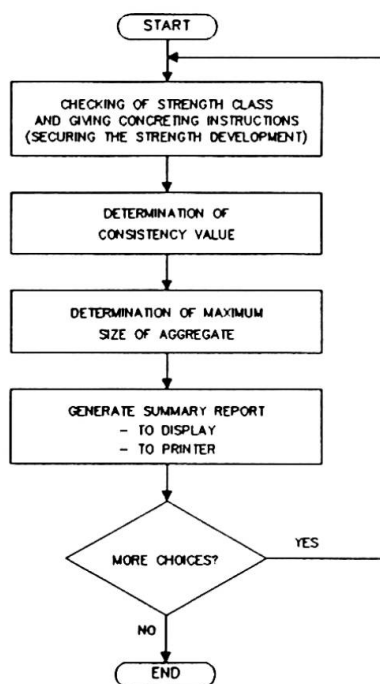 START
CHECKING OF STRENGTH CLASS
AND GIVING CONCRETING INSTRUCTIONS
(SECURING THE STRENGTH DEVELOPMENT)
DETERMINATION OF
CONSISTENCY VALUE
DETERMINATION OF MAXIMUM
SIZE OF AGGREGATE
GENERATE SUMMARY REPORT
– TO DISPLAY
– TO PRINTER
MORE CHOICES?
YES
NO
END